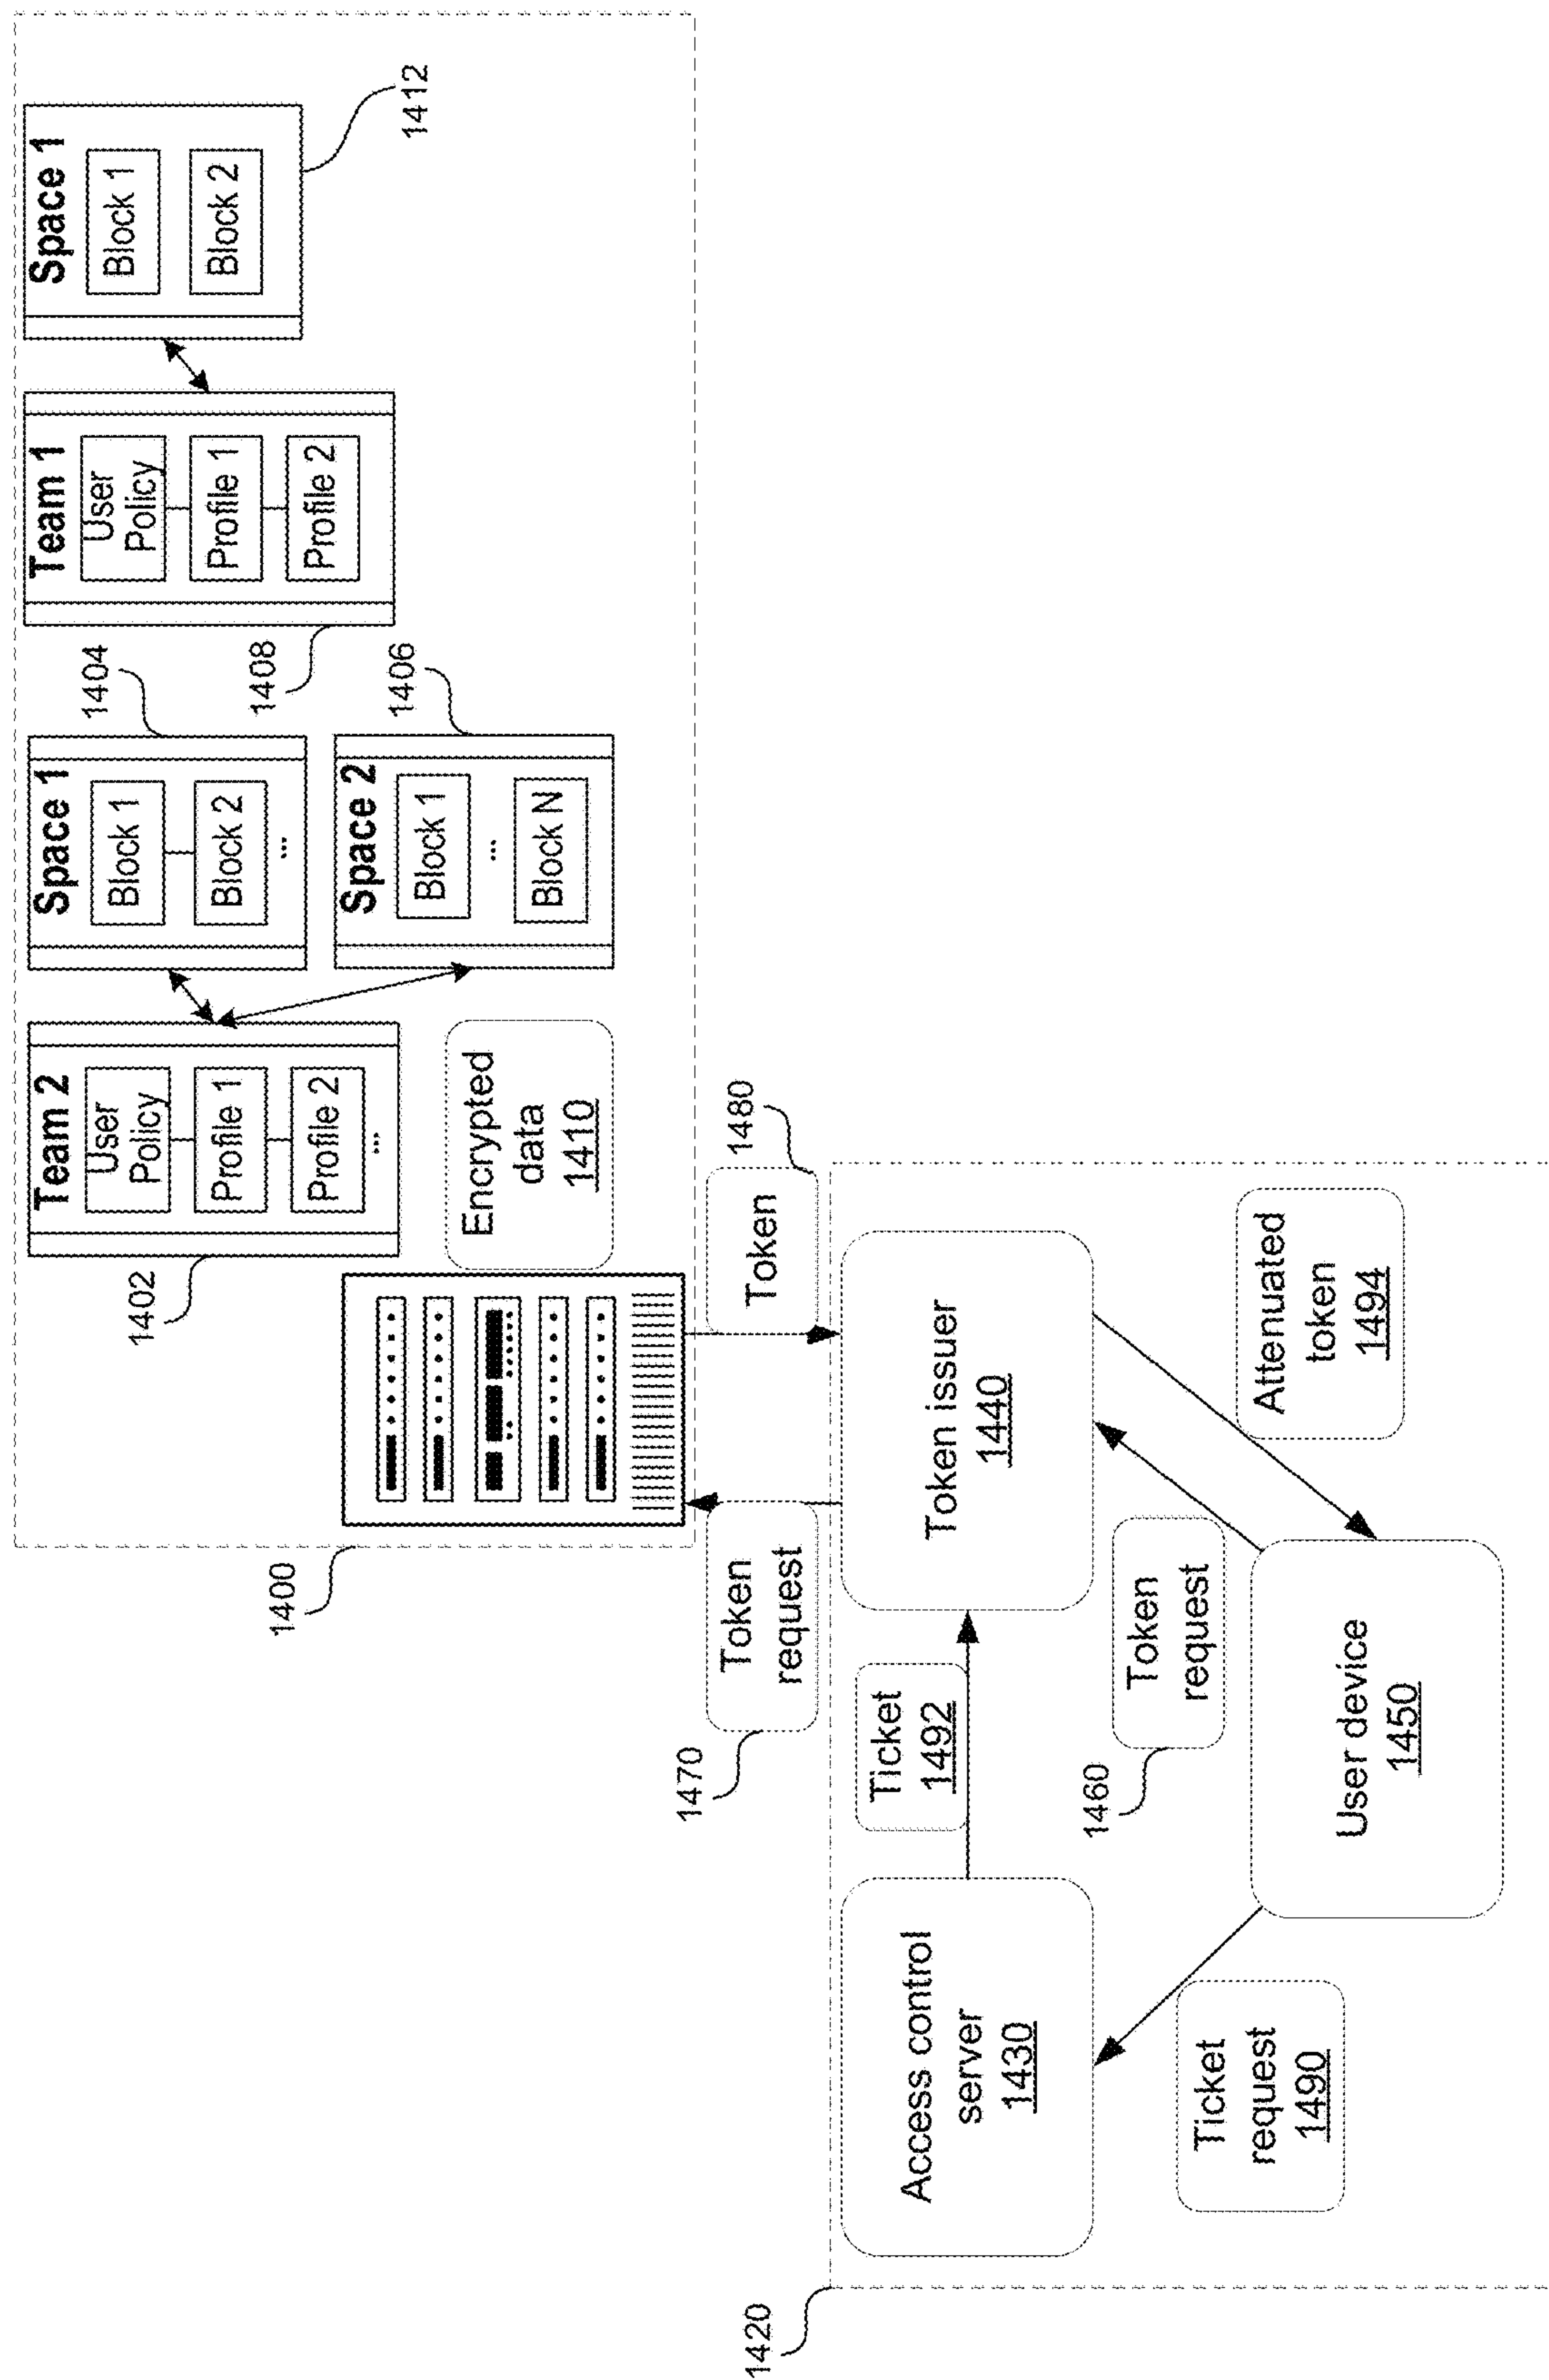 1400
1402
Team 2
User
Policy
Profile 1
Profile 2
...
Space 1
Block 1
Block 2
...
1404
Space 2
Block 1
...
Block N
1406
Team 1
User
Policy
Profile 1
Profile 2
1408
Space 1
Block 1
Block 2
1412
Encrypted
data
1410
Token
request
1470
Token
1480
1420
Access control
server
1430
Ticket
1492
Token issuer
1440
Ticket
request
1490
Token
request
1460
Attenuated
token
1494
User device
1450